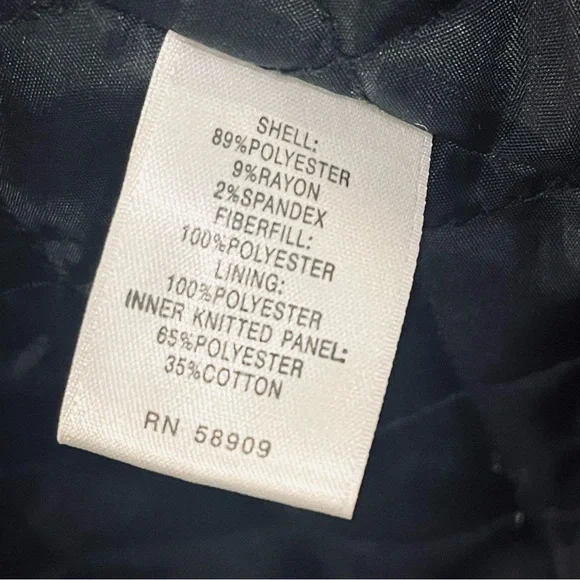 SHELL:
89%POLYESTER
9%RAYON
2%SPANDEX
FIBERFILL:
100%POLYESTER
LINING:
100%POLYESTER
INNER KNITTED PANEL:
65%POLYESTER
35%COTTON
RN 58909